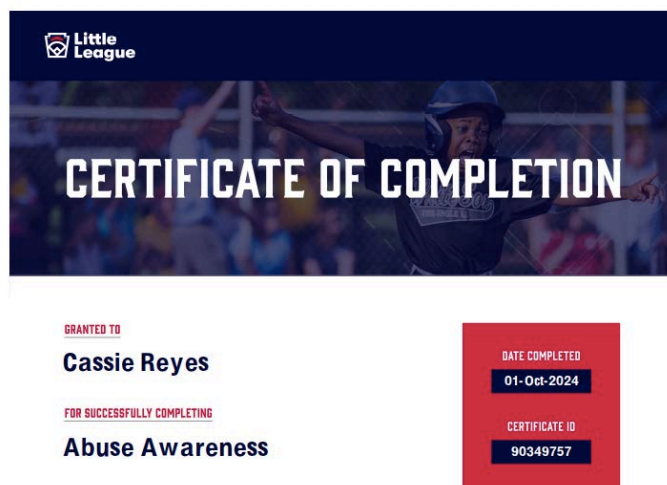 Little
League
CERTIFICATE OF COMPLETION
GRANTED TO
Cassie Reyes
FOR SUCCESSFULLY COMPLETING
Abuse Awareness
DATE COMPLETED
01-Oct-2024
CERTIFICATE ID
90349757